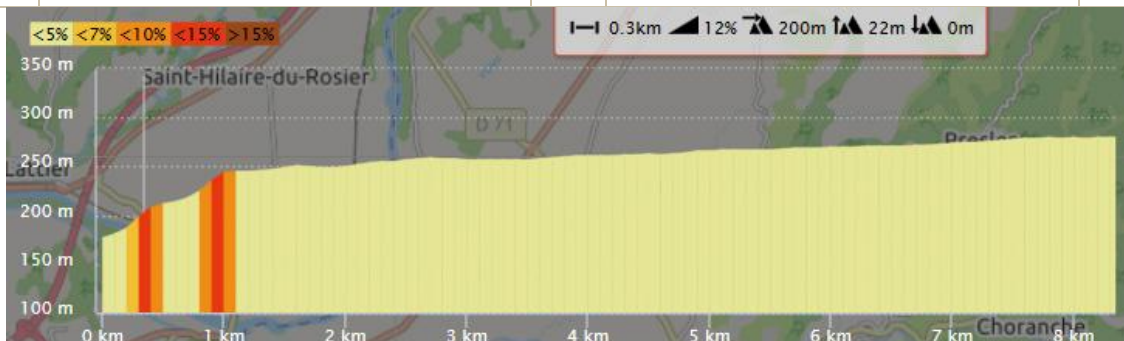 <5% <7% <10% <15% >15%
0.3km 12% 200m 22m 0m
350 m
Saint-Hilaire-du-Rosier
300 m
D 71
250 m
Lattier
200 m
150 m
100 m
0 km 1 km 2 km 3 km 4 km 5 km 6 km 7 km 8 km
Choranche